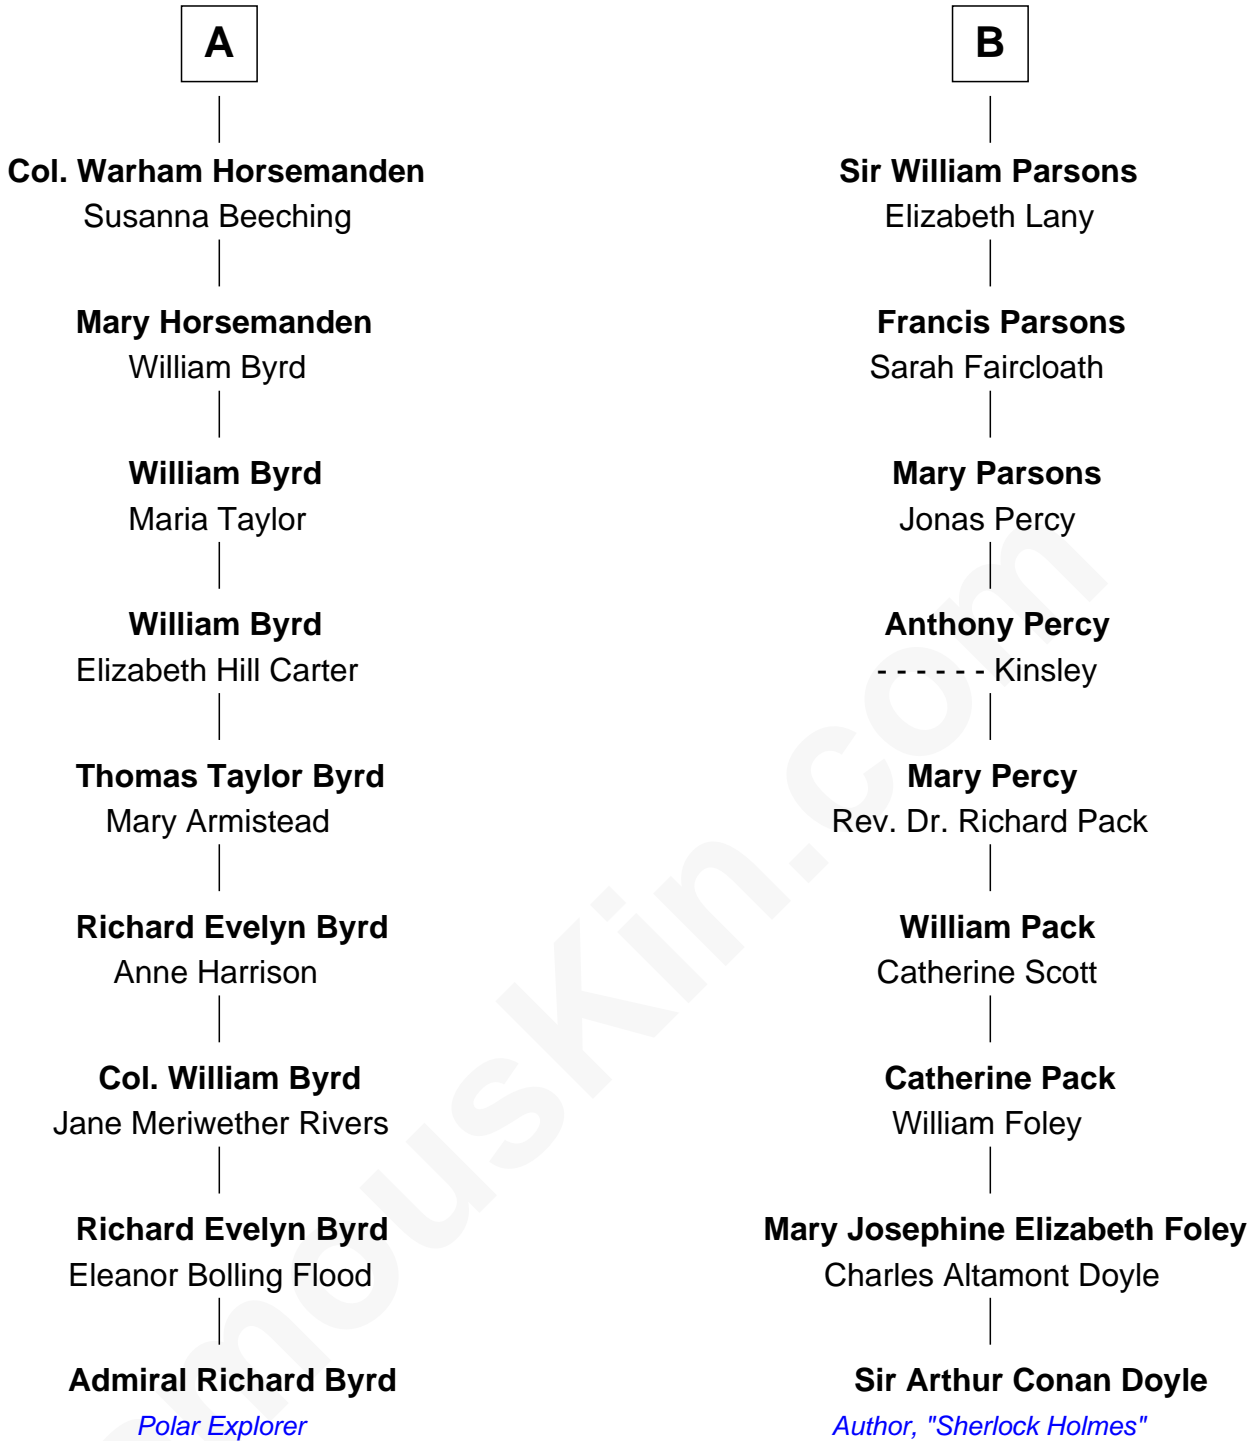 A
Col. Warham Horsemanden
Susanna Beeching
Mary Horsemanden
William Byrd
William Byrd
Maria Taylor
William Byrd
Elizabeth Hill Carter
Thomas Taylor Byrd
Mary Armistead
Richard Evelyn Byrd
Anne Harrison
Col. William Byrd
Jane Meriwether Rivers
Richard Evelyn Byrd
Eleanor Bolling Flood
Admiral Richard Byrd
Polar Explorer
B
Sir William Parsons
Elizabeth Lany
Francis Parsons
Sarah Faircloath
Mary Parsons
Jonas Percy
Anthony Percy
- - - - - - Kinsley
Mary Percy
Rev. Dr. Richard Pack
William Pack
Catherine Scott
Catherine Pack
William Foley
Mary Josephine Elizabeth Foley
Charles Altamont Doyle
Sir Arthur Conan Doyle
Author, "Sherlock Holmes"
omousKin.com